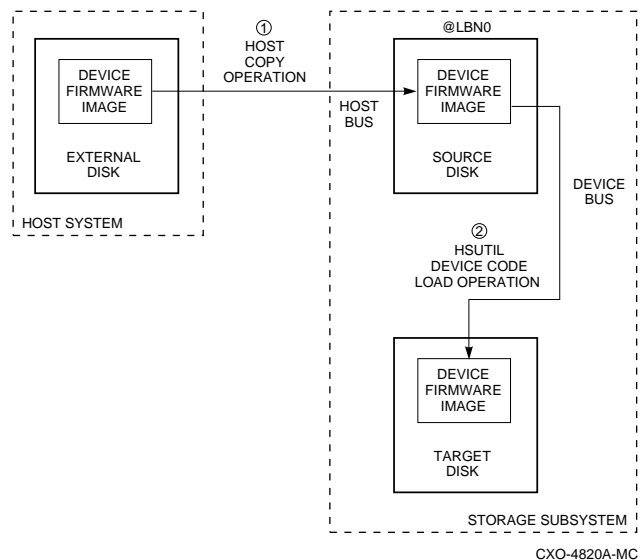 @LBN0
①
HOST
COPY
OPERATION
DEVICE
FIRMWARE
IMAGE
EXTERNAL
DISK
HOST SYSTEM
HOST
BUS
DEVICE
FIRMWARE
IMAGE
SOURCE
DISK
DEVICE
BUS
②
HSUTIL
DEVICE CODE
LOAD OPERATION
DEVICE
FIRMWARE
IMAGE
TARGET
DISK
STORAGE SUBSYSTEM
CXO-4820A-MC